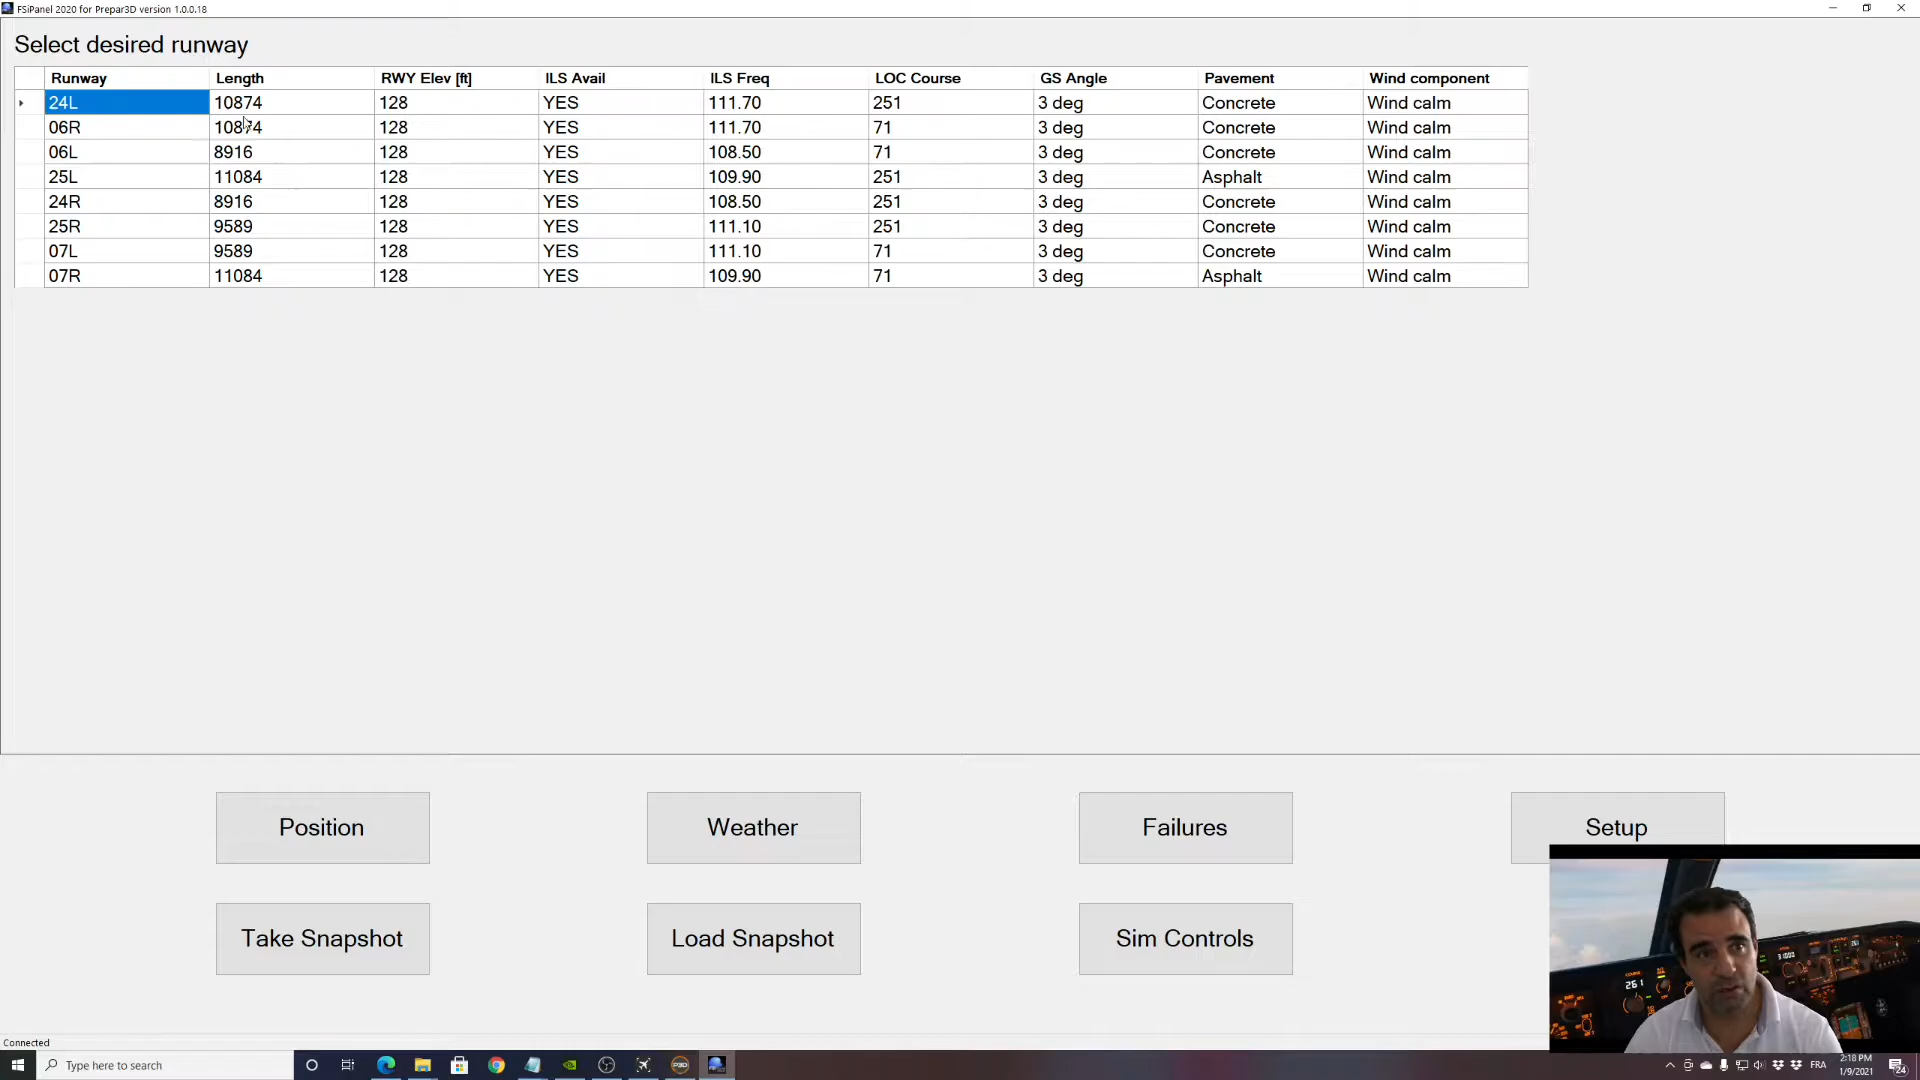 FSiPanel 2020 for Prepar3D version 1.0.0.18
Select desired runway
Runway Length RWY Elev [ft] ILS Avail ILS Freq LOC Course GS Angle Pavement Wind component
24L 10874 128 YES 111.70 251 3 deg Concrete Wind calm
06R 10874 128 YES 111.70 71 3 deg Concrete Wind calm
06L 8916 128 YES 108.50 71 3 deg Concrete Wind calm
25L 11084 128 YES 109.90 251 3 deg Asphalt Wind calm
24R 8916 128 YES 108.50 251 3 deg Concrete Wind calm
25R 9589 128 YES 111.10 251 3 deg Concrete Wind calm
07L 9589 128 YES 111.10 71 3 deg Concrete Wind calm
07R 11084 128 YES 109.90 71 3 deg Asphalt Wind calm
Position Weather Failures Setup
Take Snapshot Load Snapshot Sim Controls
261
Connected
Type here to search
P3D
FRA
2:18 PM
1/9/2021
24